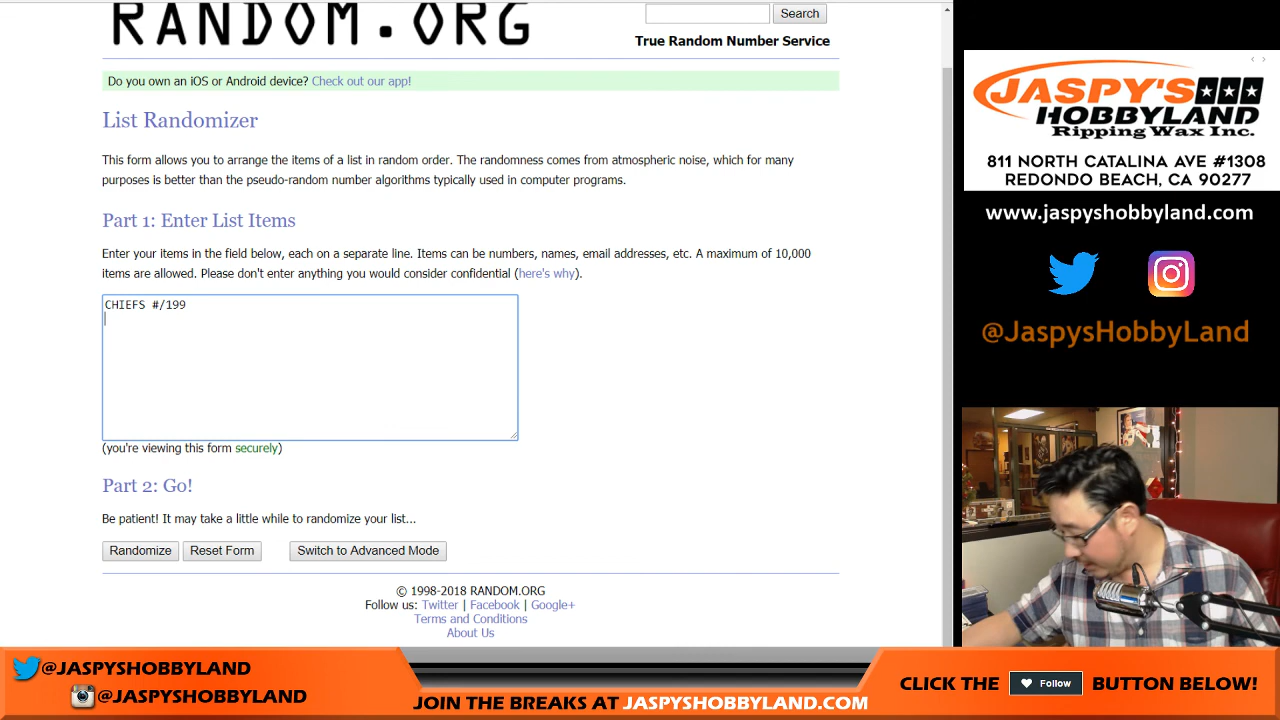 RANDOM.ORG
Search
True Random Number Service
Do you own an iOS or Android device? Check out our app!
List Randomizer
This form allows you to arrange the items of a list in random order. The randomness comes from atmospheric noise, which for many
purposes is better than the pseudo-random number algorithms typically used in computer programs.
Part 1: Enter List Items
Enter your items in the field below, each on a separate line. Items can be numbers, names, email addresses, etc. A maximum of 10,000
items are allowed. Please don't enter anything you would consider confidential (here's why).
CHIEFS #/199
(you're viewing this form securely)
Part 2: Go!
Be patient! It may take a little while to randomize your list...
Randomize
Reset Form
Switch to Advanced Mode
© 1998-2018 RANDOM.ORG
Follow us: Twitter | Facebook | Google+
Terms and Conditions
About Us
JASPY'S
HOBBYLAND
Ripping Wax Inc.
811 NORTH CATALINA AVE #1308
REDONDO BEACH, CA 90277
www.jaspyshobbyland.com
@JaspysHobbyLand
@JASPYSHOBBYLAND
@JASPYSHOBBYLAND
JOIN THE BREAKS AT JASPYSHOBBYLAND.COM
CLICK THE Follow BUTTON BELOW!